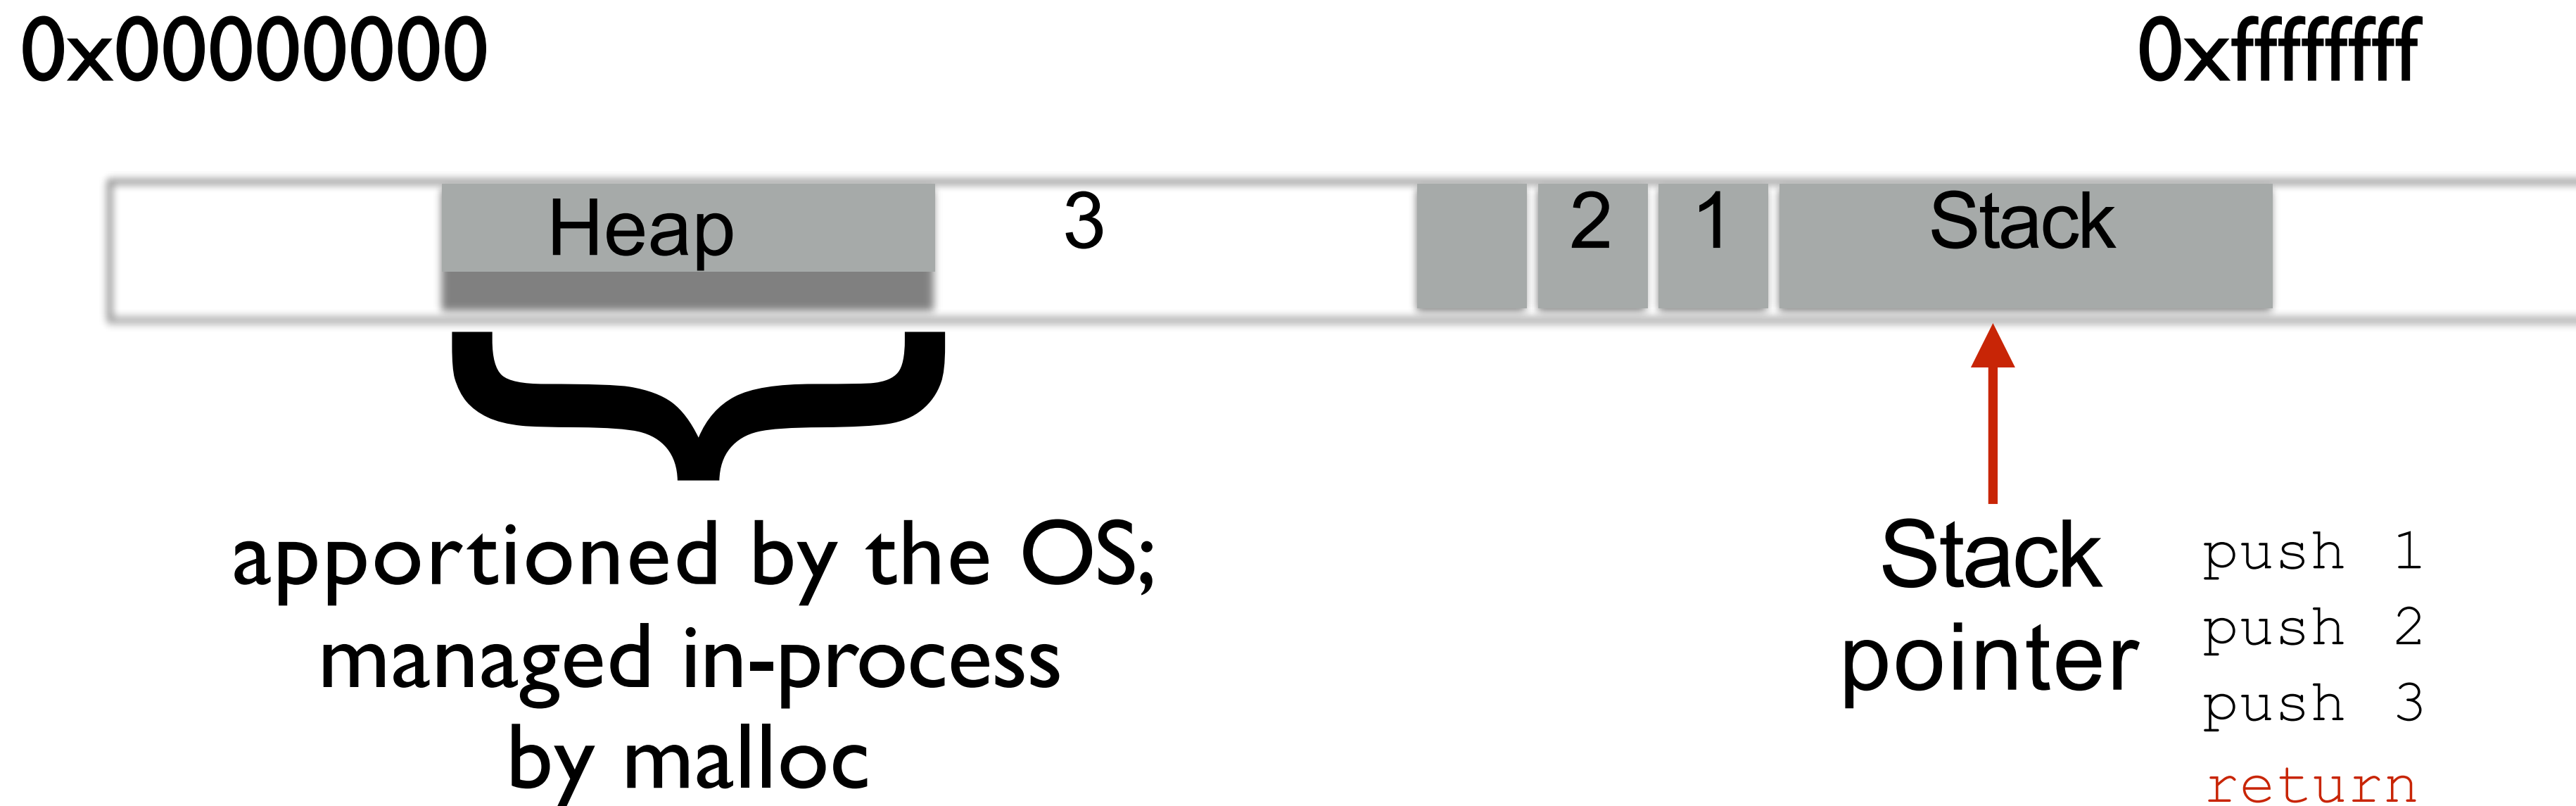 0x00000000
0xffffffff
Heap
3
2
1
Stack
apportioned by the OS;
managed in-process
by malloc
Stack
pointer
push 1
push 2
push 3
return